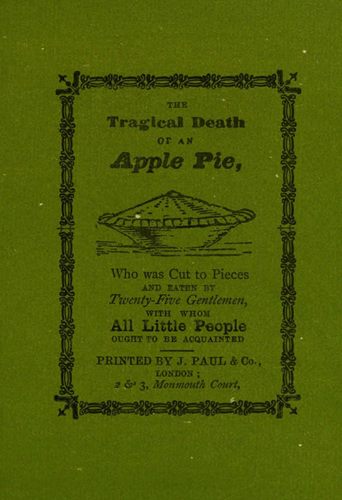 THE
Tragical Death
OF AN
Apple Pie,
Who was Cut to Pieces
AND EATEN BY
Twenty-Five Gentlemen,
WITH WHOM
All Little People
OUGHT TO BE ACQUAINTED
PRINTED BY J. PAUL & Co.,
LONDON;
2 & 3, Monmouth Court,